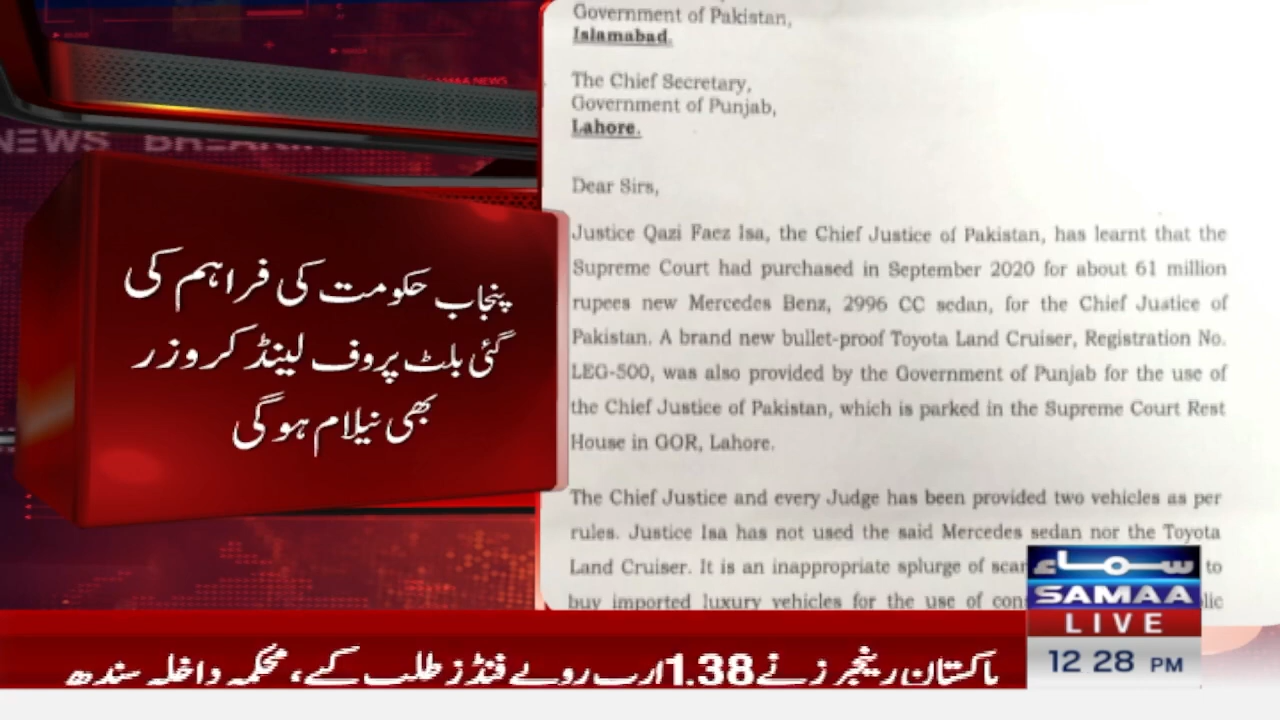 NEWS
SAMAA NEWS
Government of Pakistan,
Islamabad.
The Chief Secretary,
Government of Punjab,
Lahore.
Dear Sirs,
Justice Qazi Faez Isa, the Chief Justice of Pakistan, has learnt that the
Supreme Court had purchased in September 2020 for about 61 million
rupees new Mercedes Benz, 2996 CC sedan, for the Chief Justice of
Pakistan. A brand new bullet-proof Toyota Land Cruiser, Registration No.
LEG-500, was also provided by the Government of Punjab for the use of
the Chief Justice of Pakistan, which is parked in the Supreme Court Rest
House in GOR, Lahore.
The Chief Justice and every Judge has been provided two vehicles as per
rules. Justice Isa has not used the said Mercedes sedan nor the Toyota
Land Cruiser. It is an inappropriate splurge of to
buy imported luxury vehicles for the use of
پنجاب حکومت کی فراہم کی
گئی بلٹ پروف لینڈ کروزر
بھی نیلام ہوگی
سماء
SAMAA
LIVE
12 28 PM
پاکستان رینجرز نے 1.38 ارب روپے فنڈز طلب کیے، محکمہ داخلہ سندھ